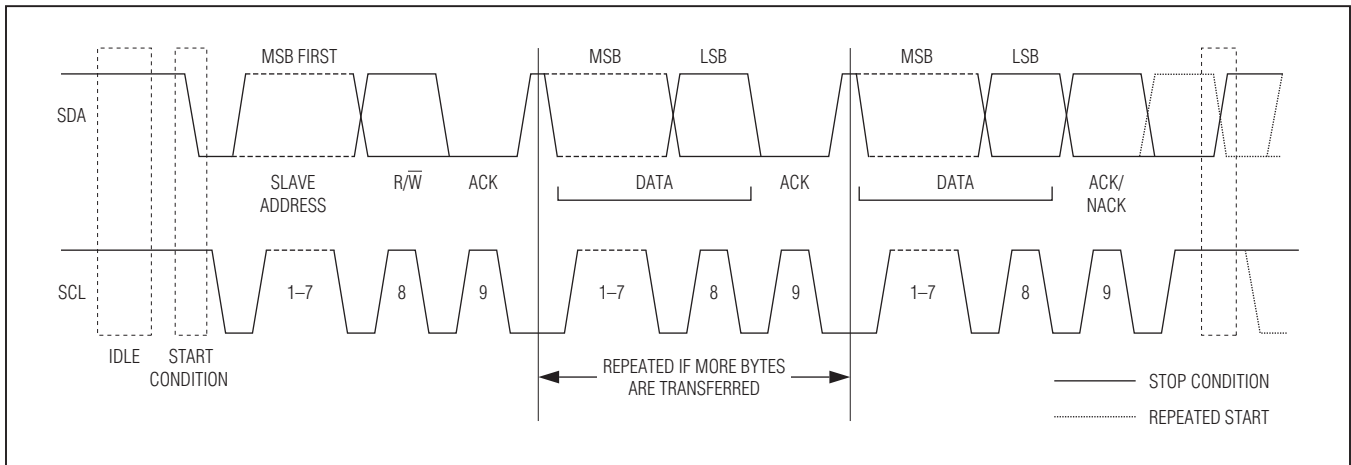 MSB FIRST
MSB
LSB
MSB
LSB
SDA
SLAVE
ADDRESS
R/W̅
ACK
DATA
ACK
DATA
ACK/
NACK
SCL
1–7
8
9
1–7
8
9
1–7
8
9
IDLE
START
CONDITION
REPEATED IF MORE BYTES
ARE TRANSFERRED
STOP CONDITION
REPEATED START